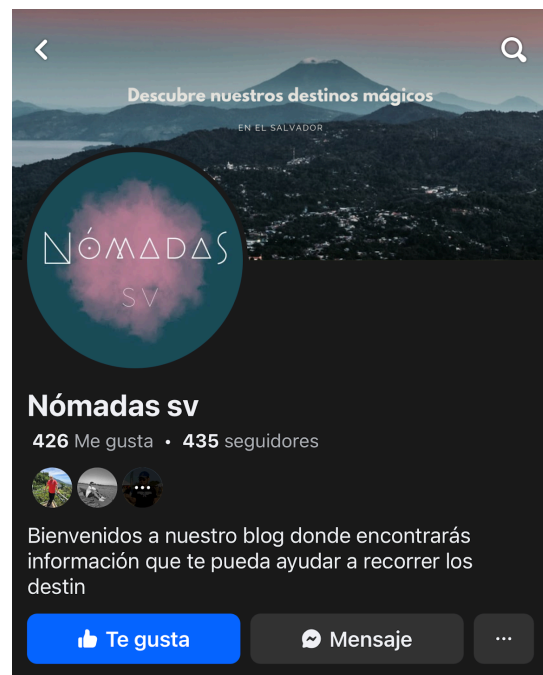 Descubre nuestros destinos mágicos
EN EL SALVADOR
NÓMADAS
SV
Nómadas sv
426 Me gusta • 435 seguidores
Bienvenidos a nuestro blog donde encontrarás
información que te pueda ayudar a recorrer los
destin
Te gusta
Mensaje